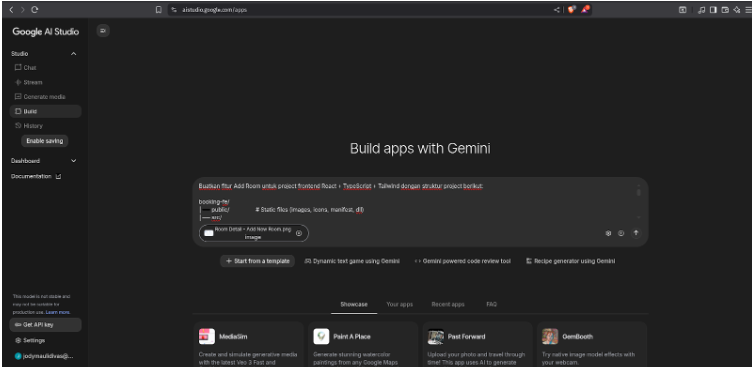 aistudio.google.com/apps
Google AI Studio
Studio
Chat
Stream
Generate media
Build
History
Enable saving
Dashboard
Documentation
This model is not stable and
may not be suitable for
production use. Learn more.
Get API key
Settings
jodymaulidvas@...
Build apps with Gemini
Buatkan fitur Add Room untuk project frontend React + TypeScript + Tailwind dengan struktur project berikut:
booking-fe/
├── public/ # Static files (images, icons, manifest, dll)
├── src/
Room Detail - Add New Room.png
image
Start from a template
Dynamic text game using Gemini
Gemini powered code review tool
Recipe generator using Gemini
Showcase
Your apps
Recent apps
FAQ
MediaSim
Create and simulate generative media
with the latest Veo 3 Fast and
Paint A Place
Generate stunning watercolor
paintings from any Google Maps
Past Forward
Upload your photo and travel through
time! This app uses AI to generate
GemBooth
Try native image model effects with
your webcam.